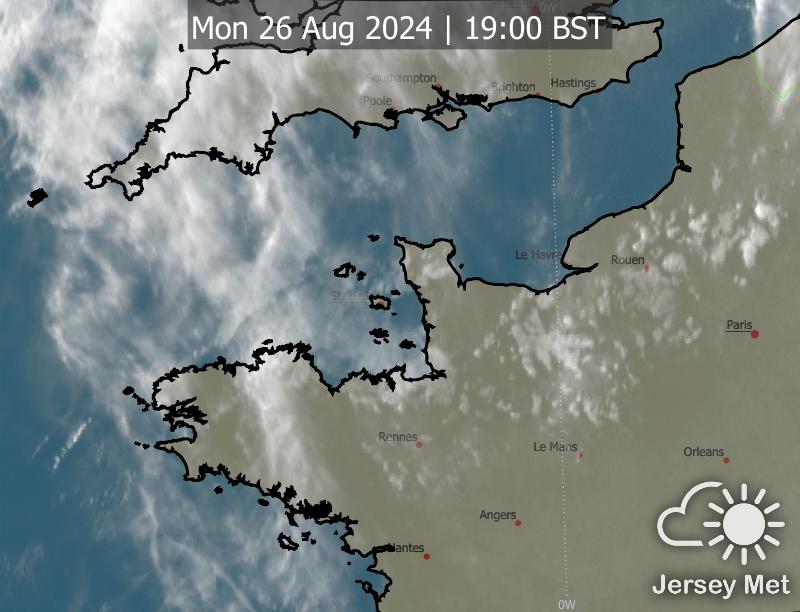 0W
Mon 26 Aug 2024 | 19:00 BST
Southampton
Brighton
Hastings
Poole
Le Havre
Rouen
St. Helier
Paris
Rennes
Le Mans
Orleans
Angers
Nantes
Jersey Met
0W